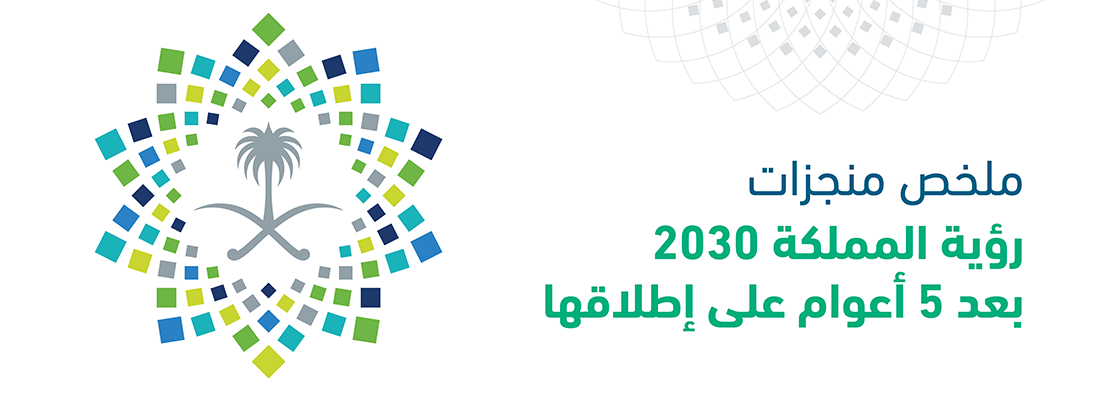 ملخص منجزات
رؤية المملكة 2030
بعد 5 أعوام على إطلاقها